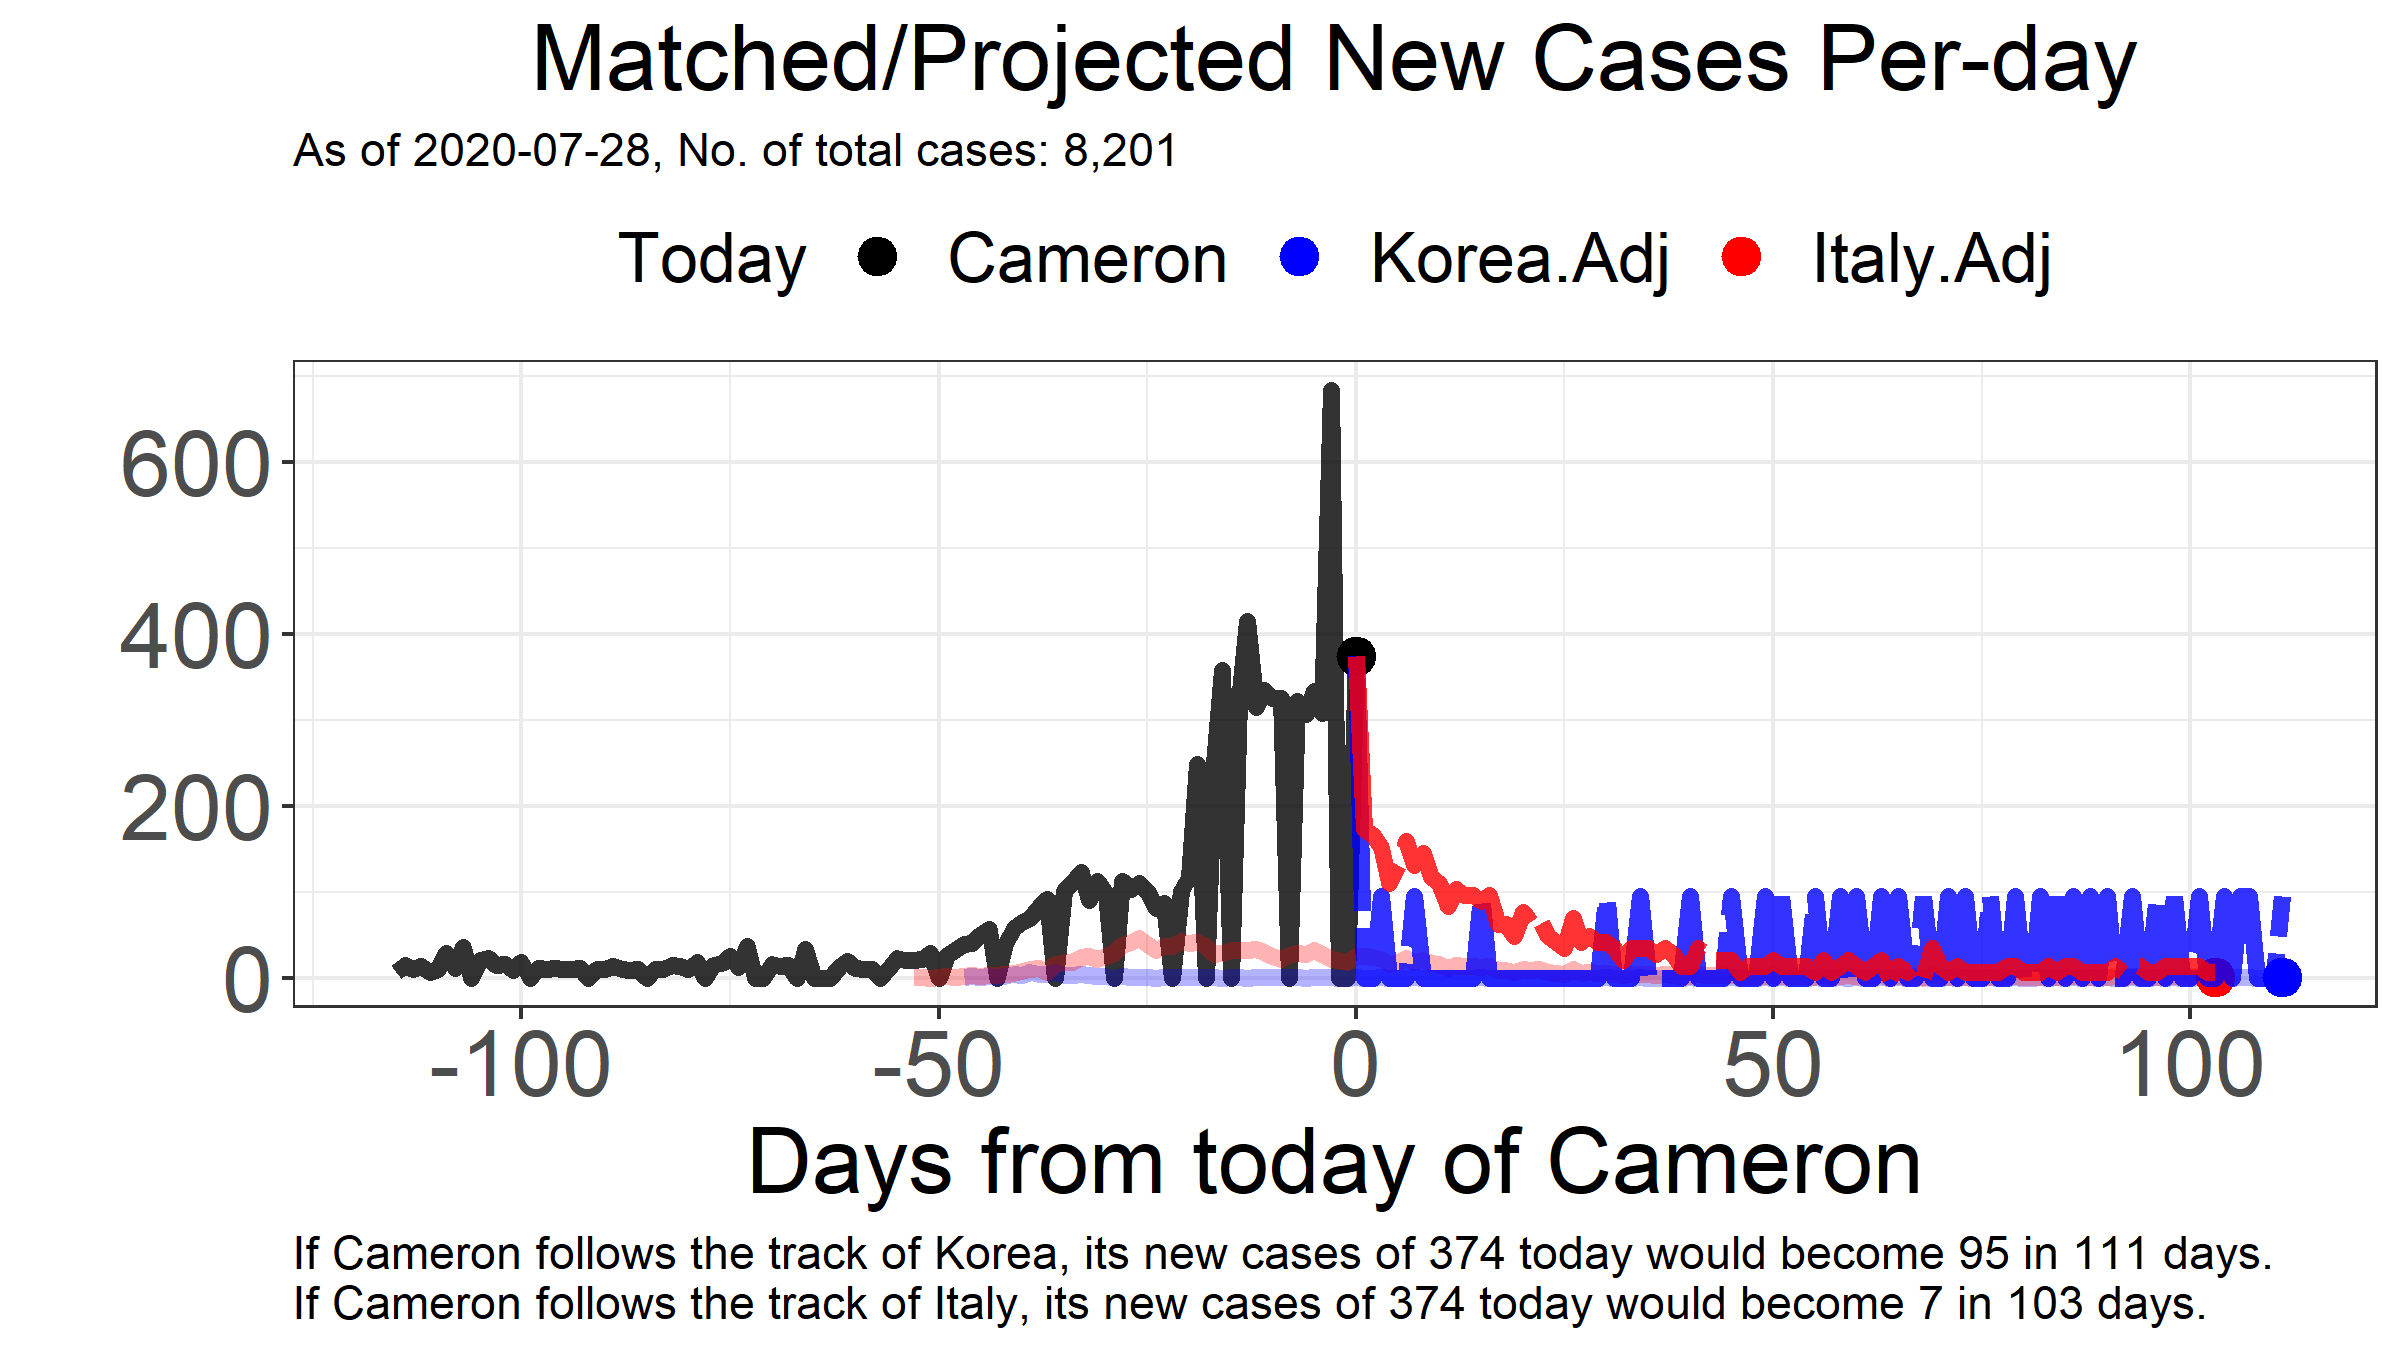 Matched/Projected New Cases Per-day
As of 2020-07-28, No. of total cases: 8,201
Today Cameron Korea.Adj Italy.Adj
600
400
200
0
-100 -50 0 50 100
Days from today of Cameron
If Cameron follows the track of Korea, its new cases of 374 today would become 95 in 111 days.
If Cameron follows the track of Italy, its new cases of 374 today would become 7 in 103 days.